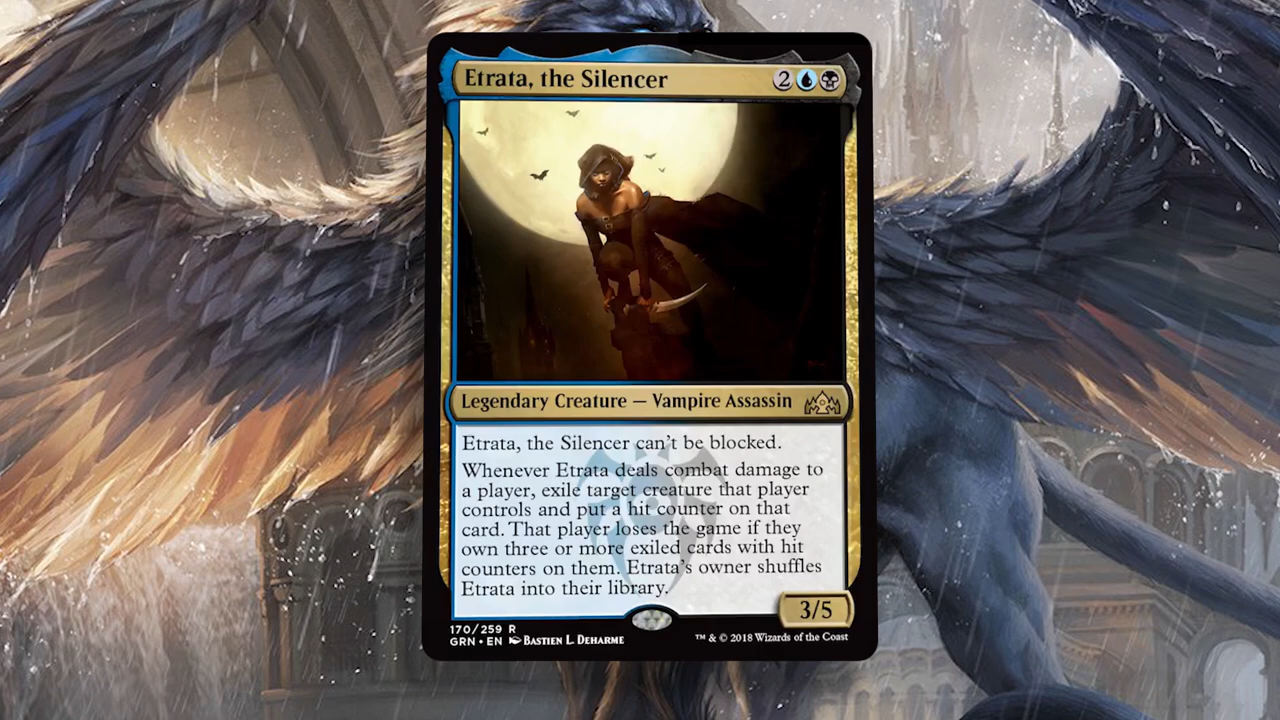 Etrata, the Silencer 2
Legendary Creature — Vampire Assassin
Etrata, the Silencer can't be blocked.
Whenever Etrata deals combat damage to
a player, exile target creature that player
controls and put a hit counter on that
card. That player loses the game if they
own three or more exiled cards with hit
counters on them. Etrata's owner shuffles
Etrata into their library.
3/5
170/259 R
GRN • EN Bastien L. Deharme
™ & © 2018 Wizards of the Coast